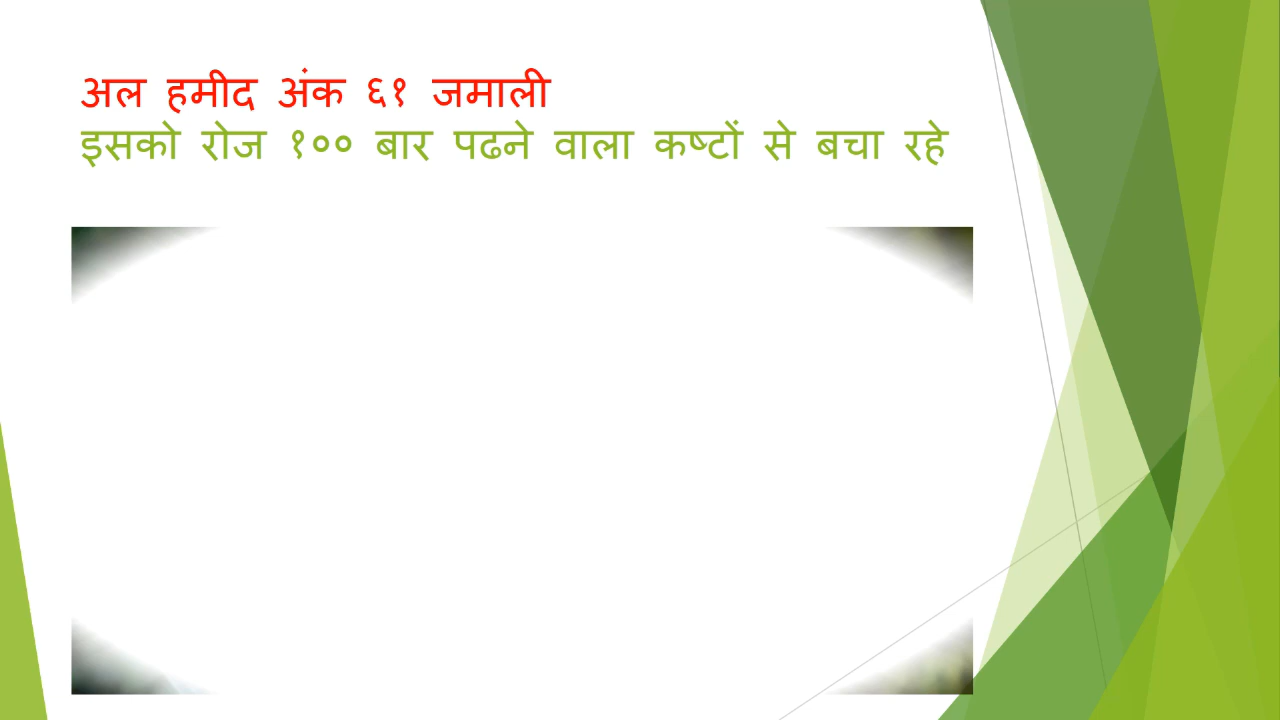 अल हमीद अंक ६१ जमाली
इसको रोज १०० बार पढने वाला कष्टों से बचा रहे